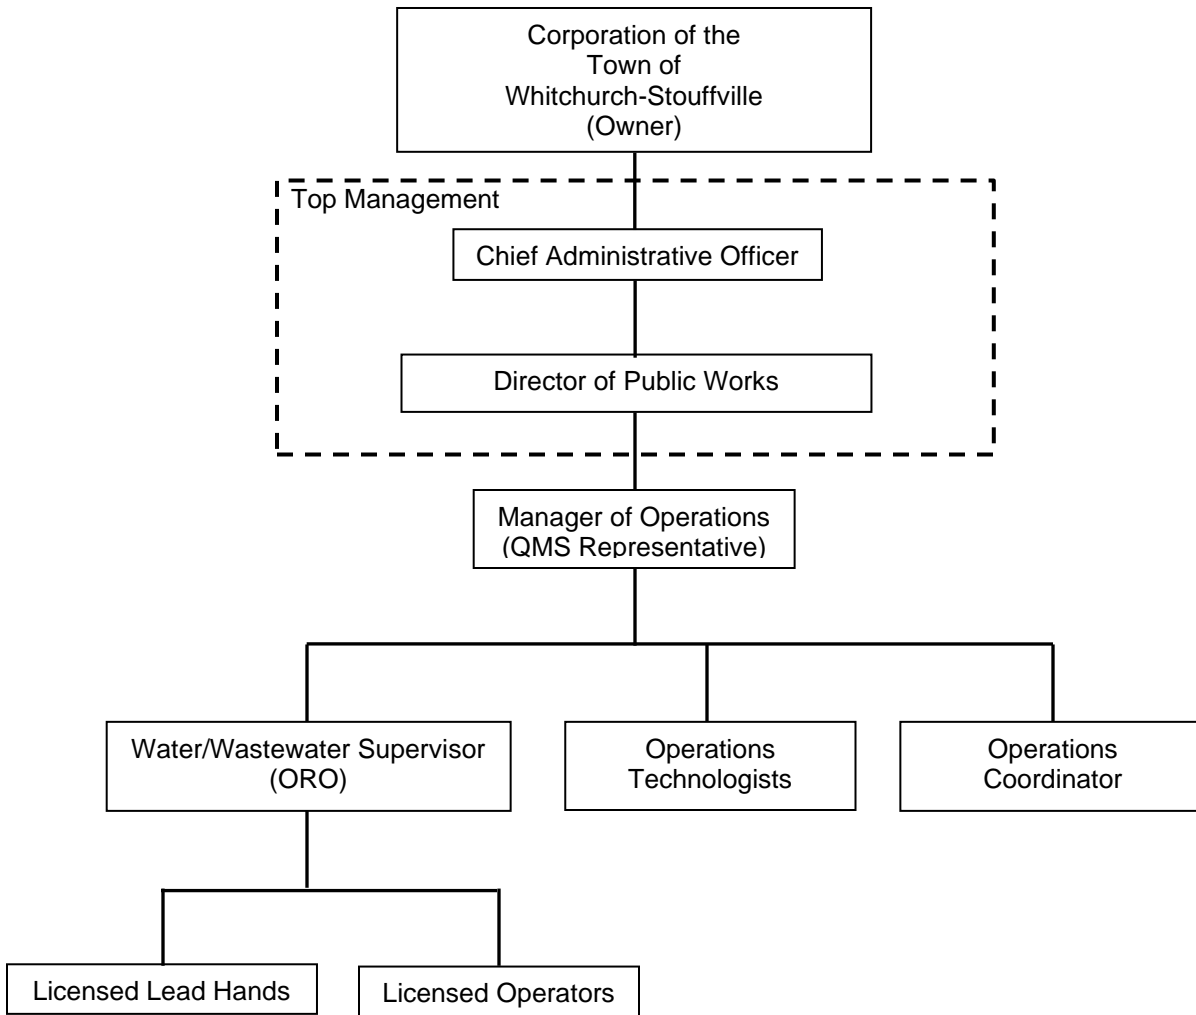 Corporation of the
Town of
Whitchurch-Stouffville
(Owner)
Top Management
Chief Administrative Officer
Director of Public Works
Manager of Operations
(QMS Representative)
Water/Wastewater Supervisor
(ORO)
Operations
Technologists
Operations
Coordinator
Licensed Lead Hands
Licensed Operators